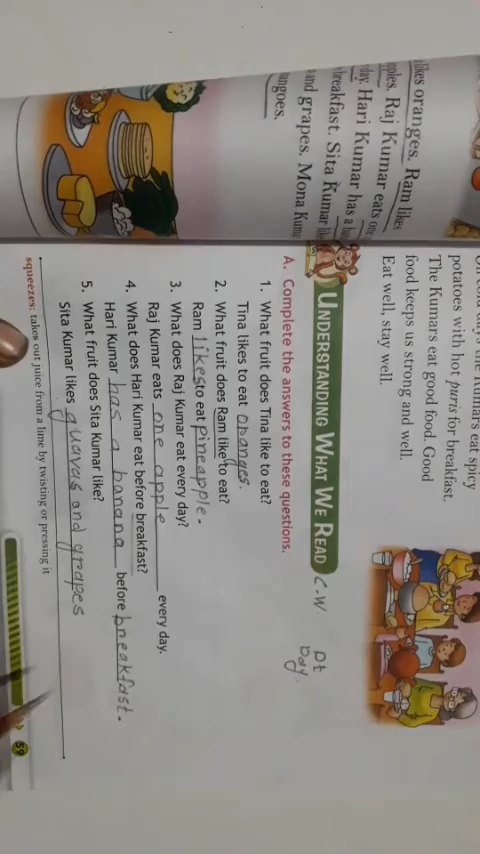 likes oranges. Ram likes
Raj Kumar eats one
day. Hari Kumar has a
breakfast. Sita Kumar
and grapes. Mona Kumar
the Kumars eat spicy
potatoes with hot puris for breakfast.
The Kumars eat good food. Good
food keeps us strong and well.
Eat well, stay well.
UNDERSTANDING WHAT WE READ
C.W
Dt
Day
A. Complete the answers to these questions.
1. What fruit does Tina like to eat?
Tina likes to eat oranges.
2. What fruit does Ram like to eat?
Ram likes to eat pineapple.
3. What does Raj Kumar eat every day?
Raj Kumar eats one apple every day.
4. What does Hari Kumar eat before breakfast?
Hari Kumar has a banana before breakfast.
5. What fruit does Sita Kumar like?
Sita Kumar likes guavas and grapes
squeezes: takes out juice from a lime by twisting or pressing it
59